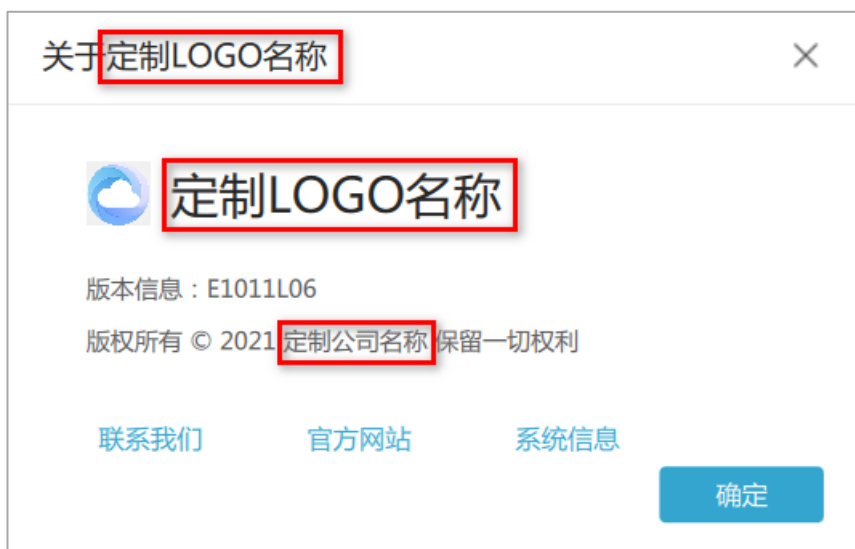 关于定制LOGO名称
定制LOGO名称
版本信息：E1011L06
版权所有 © 2021 定制公司名称 保留一切权利
联系我们 官方网站 系统信息
确定